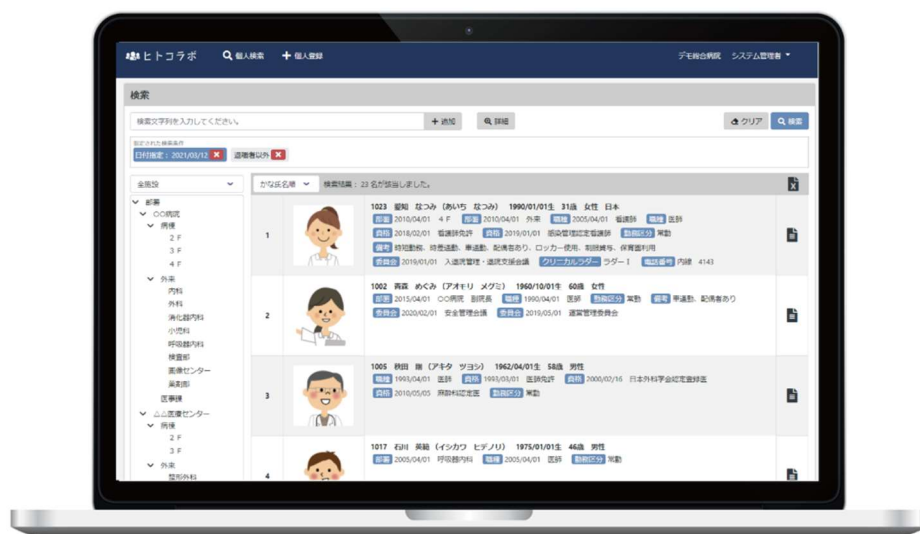 ヒトコラボ 個人検索 個人登録 デモ総合病院 システム管理者
検索
検索文字列を入力してください。 追加 詳細 クリア 検索
指定された検索条件
日付指定: 2021/03/12 退職者以外
全施設 かな氏名順 検索結果: 23 名が該当しました。
部署
〇〇病院
病棟
2 F
3 F
4 F
外来
内科
外科
消化器内科
小児科
呼吸器内科
検査部
画像センター
薬剤部
医事課
△△医療センター
病棟
2 F
3 F
外来
整形外科
1
1023 愛知 なつみ (あいち なつみ) 1990/01/01生 31歳 女性 日本
部署 2010/04/01 4 F 部署 2010/04/01 外来 職種 2005/04/01 看護師 職種 医師
資格 2018/02/01 看護師免許 資格 2019/01/01 感染管理認定看護師 勤務区分 常勤
備考 時短勤務、時差通勤、車通勤、配偶者あり、ロッカー使用、制服貸与、保育園利用
委員会 2019/01/01 入退院管理・退院支援会議 クリニカルラダー ラダーⅠ 電話番号 内線 4143
2
1002 青森 めぐみ (アオモリ メグミ) 1960/10/01生 60歳 女性
部署 2015/04/01 〇〇病院 副院長 職種 1990/04/01 医師 勤務区分 常勤 備考 車通勤、配偶者あり
委員会 2020/02/01 安全管理会議 委員会 2019/05/01 運営管理委員会
3
1005 秋田 剛 (アキタ ツヨシ) 1962/04/01生 58歳 男性
職種 1993/04/01 医師 資格 1993/03/01 医師免許 資格 2000/02/16 日本外科学会認定登録医
資格 2010/05/05 麻酔科認定医 勤務区分 常勤
4
1017 石川 英範 (イシカワ ヒデノリ) 1975/01/01生 46歳 男性
部署 2005/04/01 呼吸器内科 職種 2005/04/01 医師 勤務区分 常勤